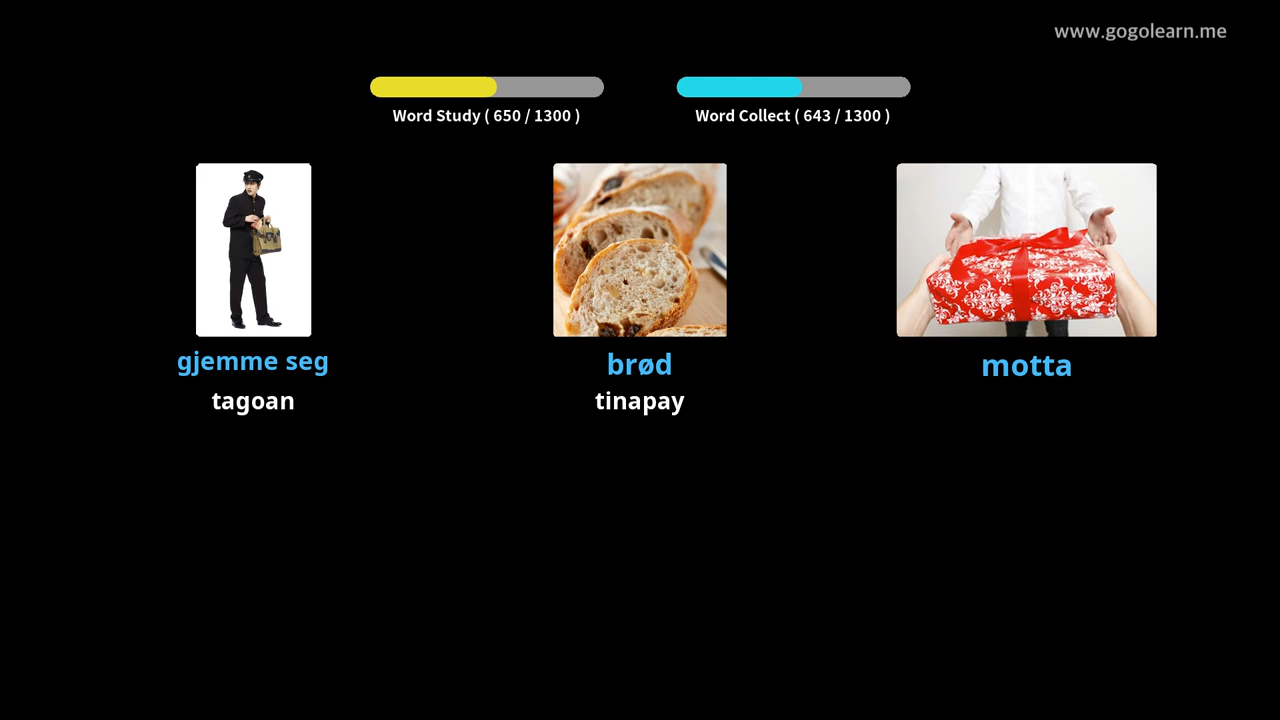 www.gogolearn.me
Word Study ( 650 / 1300 )
Word Collect ( 643 / 1300 )
gjemme seg
tagoan
brød
tinapay
motta